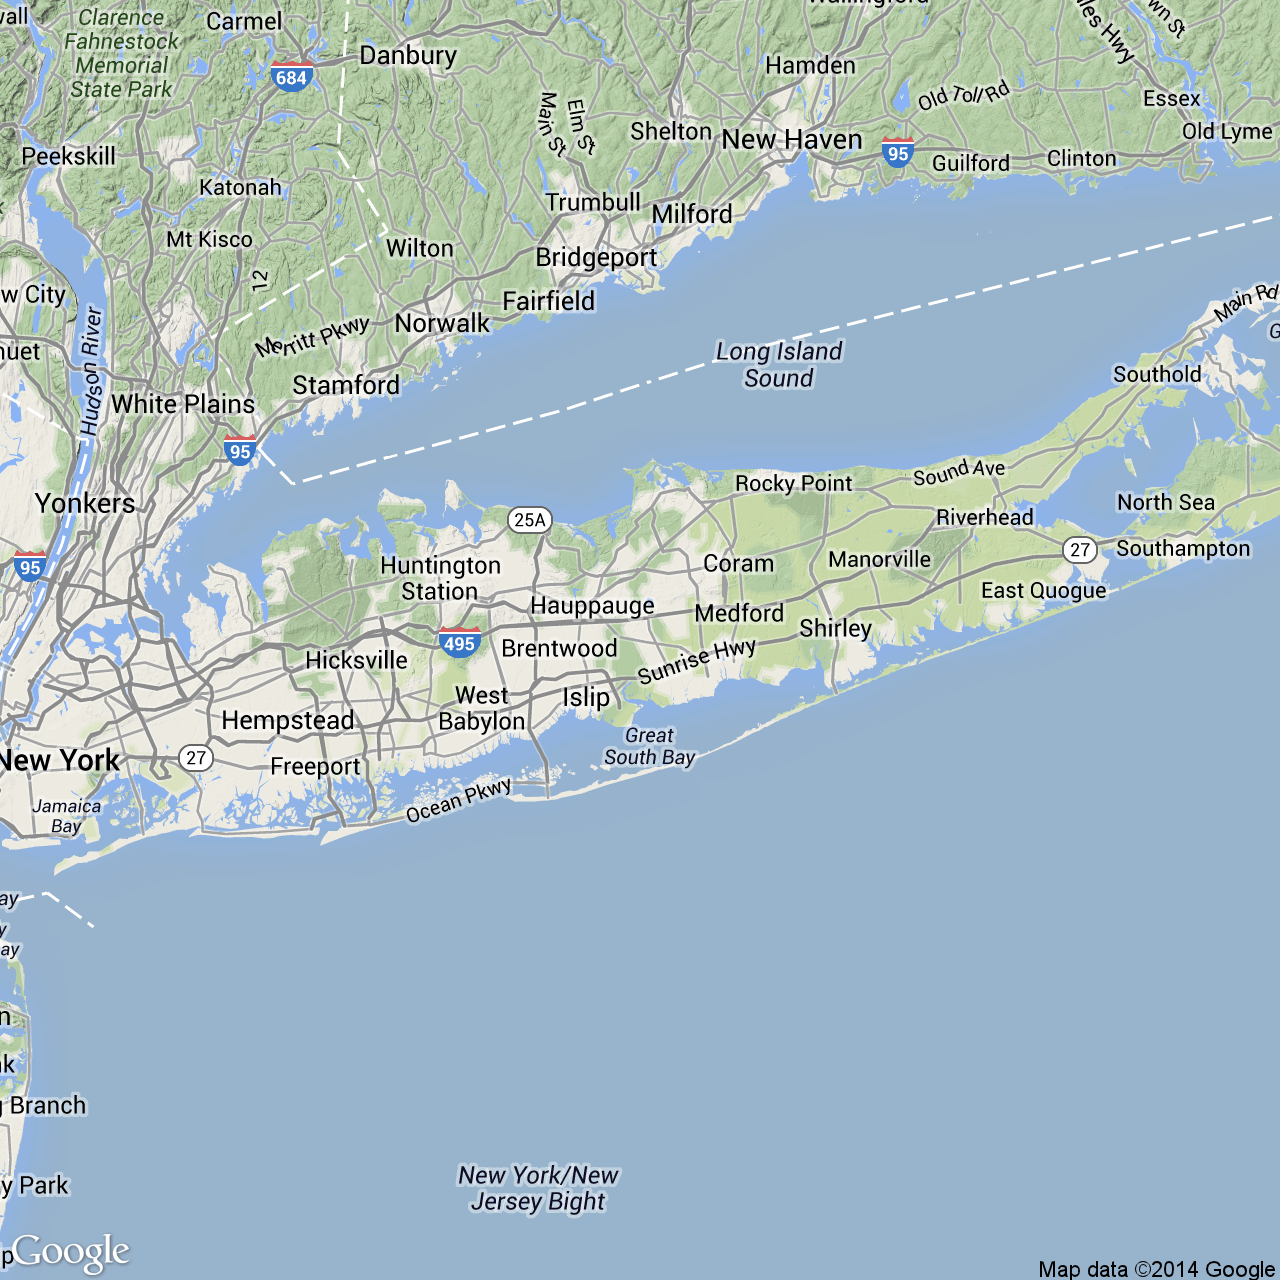 Clarence
Fahnestock
Memorial
State Park
Carmel
684
Danbury
Hamden
Old Toll Rd
Essex
Old Lyme
Peekskill
Main St
Elm St
Shelton
New Haven
95
Guilford
Clinton
Katonah
Trumbull
Milford
Mt Kisco
Wilton
Bridgeport
12
w City
Hudson River
Fairfield
Merritt Pkwy
Norwalk
Main Rd
Long Island
Sound
Stamford
Southold
White Plains
95
Yonkers
Rocky Point
Sound Ave
North Sea
25A
Riverhead
95
Huntington
Station
Coram
Manorville
27
Southampton
Hauppauge
Medford
East Quogue
495
Brentwood
Shirley
Hicksville
Sunrise Hwy
West
Babylon
Islip
Hempstead
Great
South Bay
New York
27
Freeport
Ocean Pkwy
Jamaica
Bay
ay
y
ay
n
Branch
y Park
New York/New
Jersey Bight
Google
Map data ©2014 Google